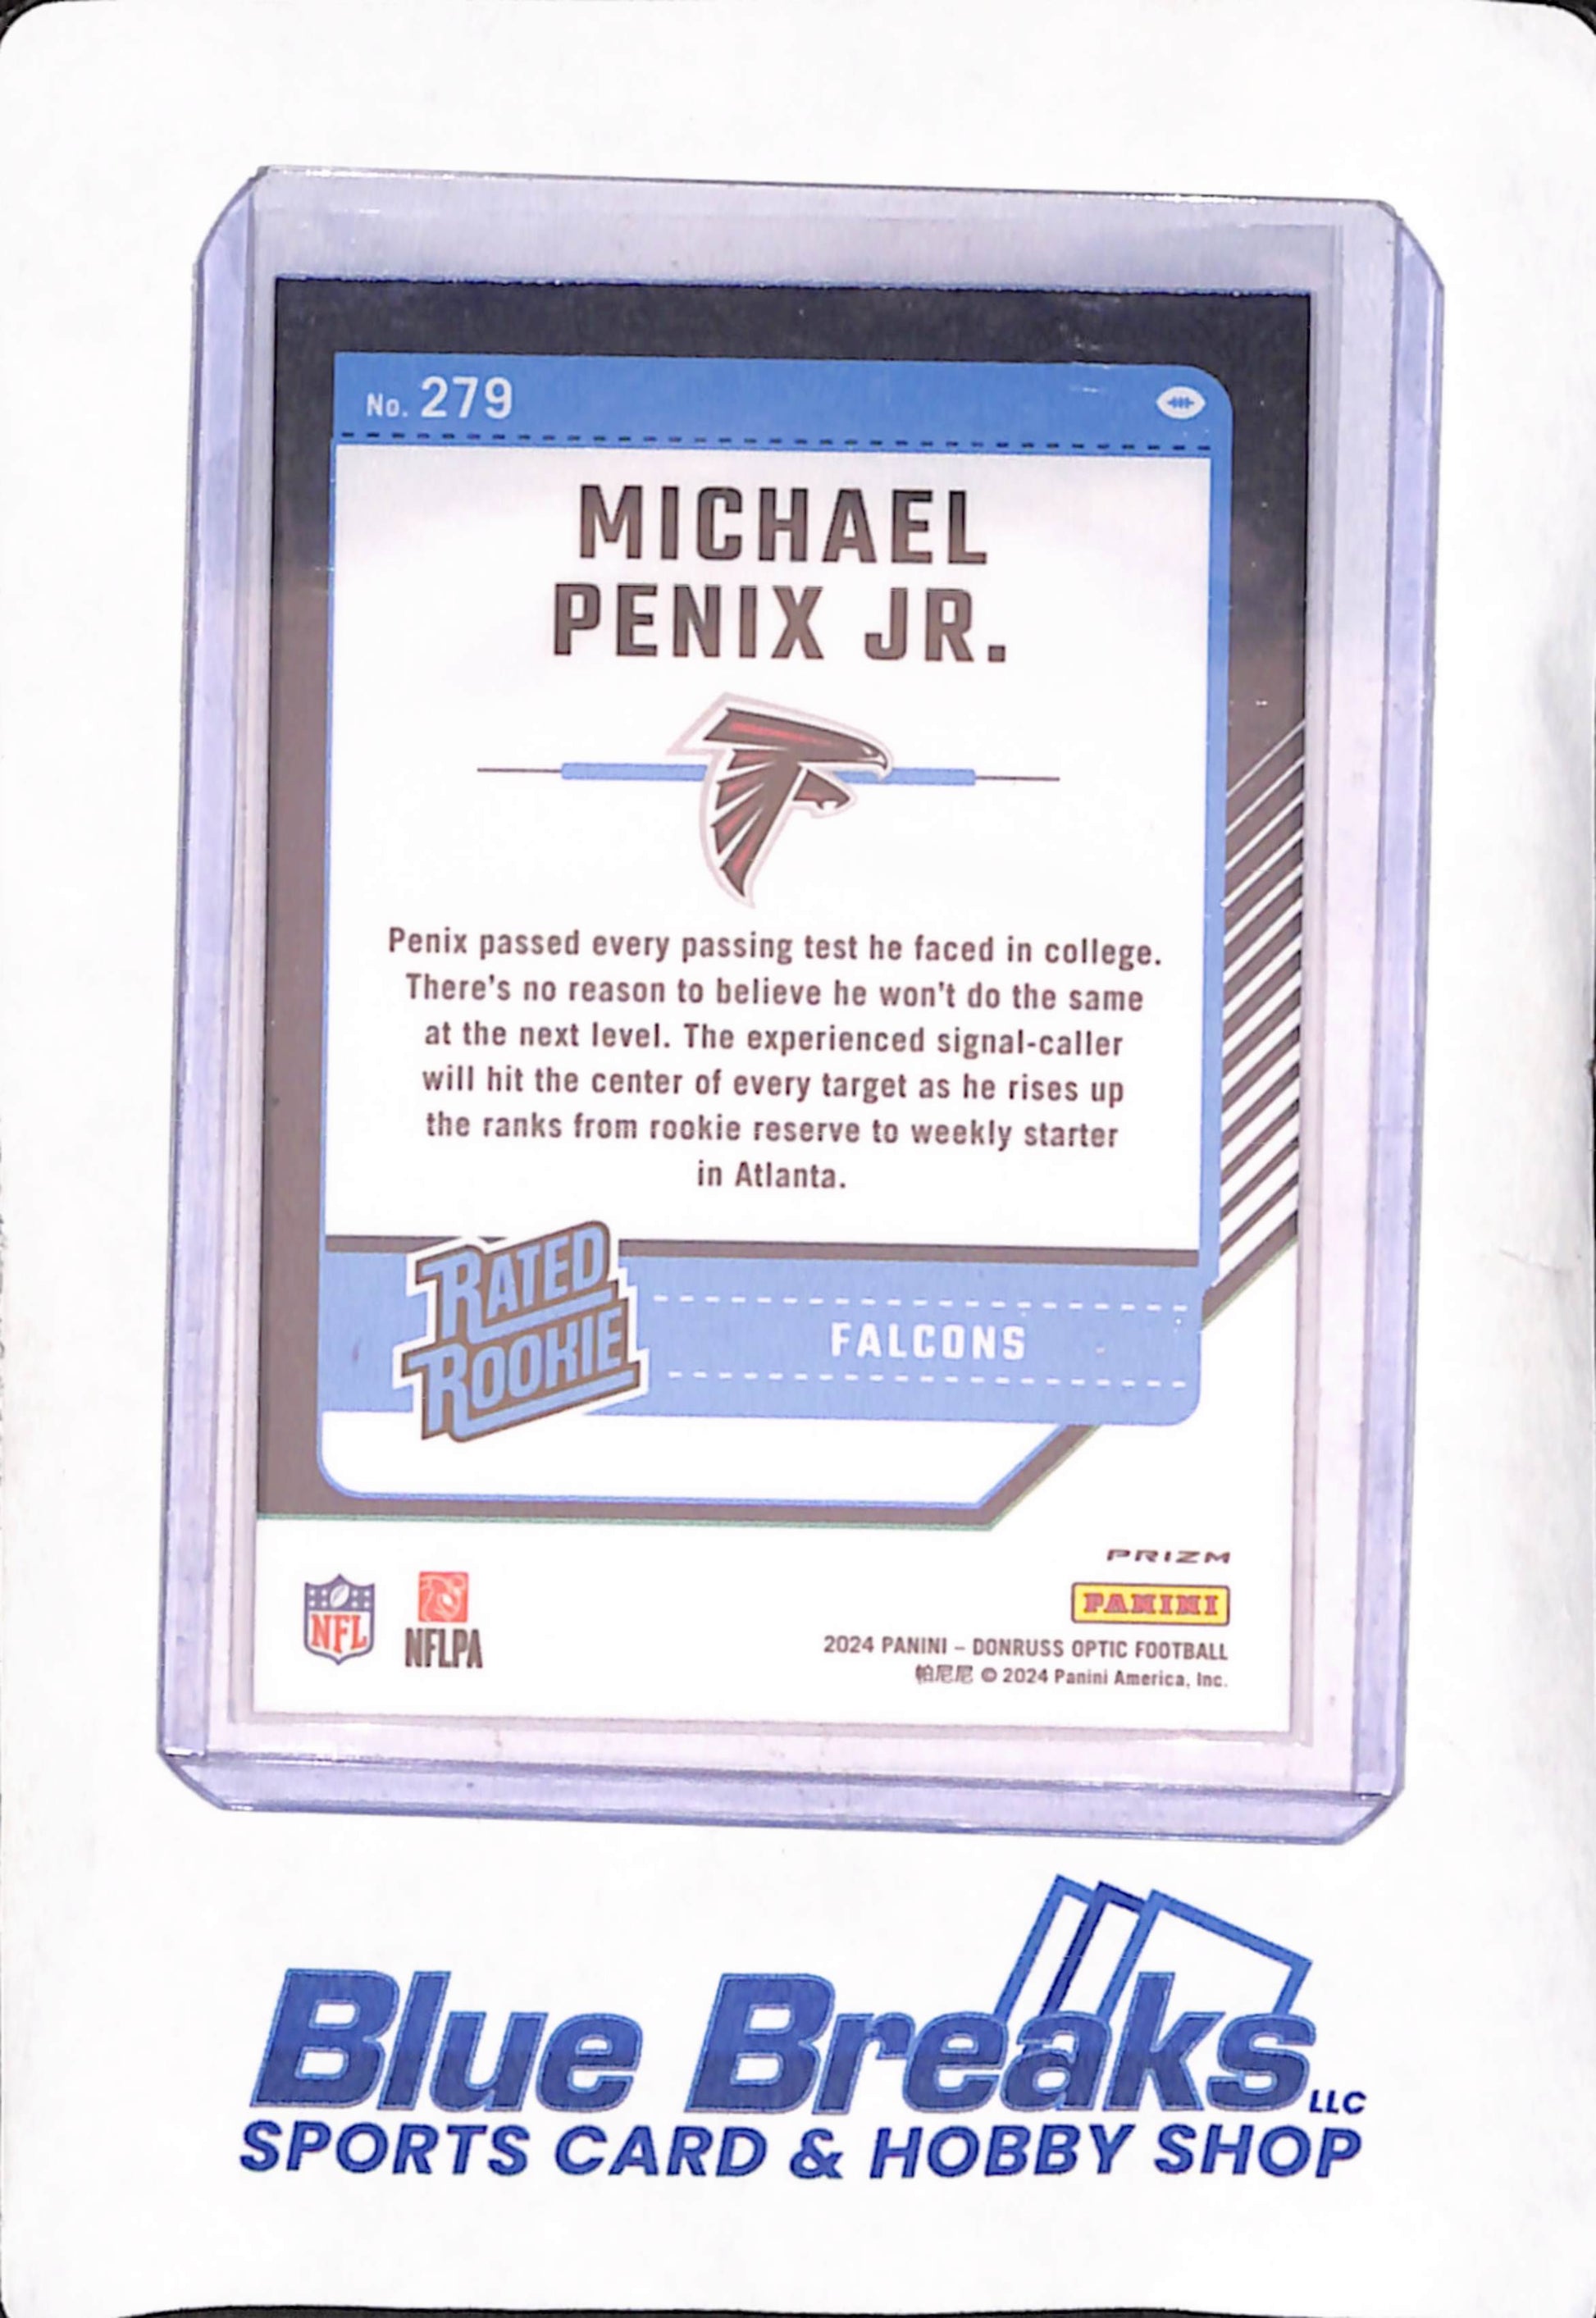 No. 279
MICHAEL
PENIX JR.
Penix passed every passing test he faced in college.
There's no reason to believe he won't do the same
at the next level. The experienced signal-caller
will hit the center of every target as he rises up
the ranks from rookie reserve to weekly starter
in Atlanta.
RATED
ROOKIE
FALCONS
PRIZM
PANINI
NFL
NFLPA
2024 PANINI – DONRUSS OPTIC FOOTBALL
帕尼尼 © 2024 Panini America, Inc.
Blue Breaks LLC
SPORTS CARD & HOBBY SHOP